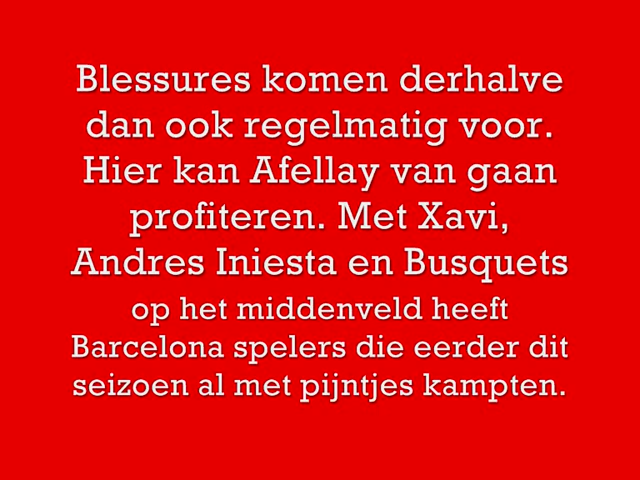 Blessures komen derhalve
dan ook regelmatig voor.
Hier kan Afellay van gaan
profiteren. Met Xavi,
Andres Iniesta en Busquets
op het middenveld heeft
Barcelona spelers die eerder dit
seizoen al met pijntjes kampten.